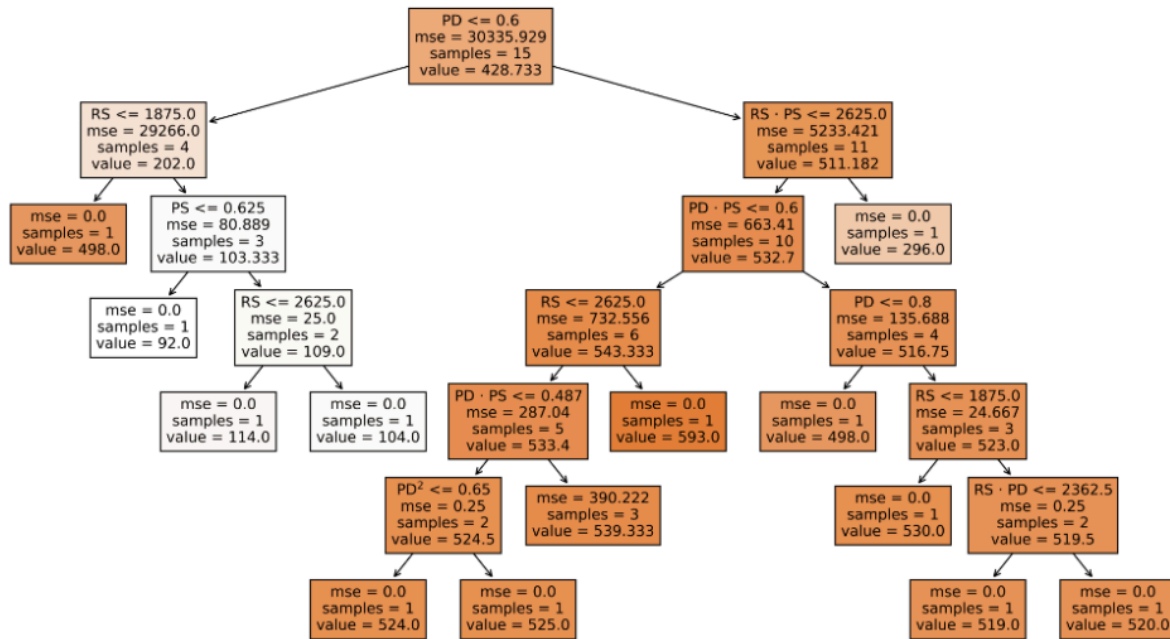 PD <= 0.6
mse = 30335.929
samples = 15
value = 428.733
RS <= 1875.0
mse = 29266.0
samples = 4
value = 202.0
RS · PS <= 2625.0
mse = 5233.421
samples = 11
value = 511.182
mse = 0.0
samples = 1
value = 498.0
PS <= 0.625
mse = 80.889
samples = 3
value = 103.333
PD · PS <= 0.6
mse = 663.41
samples = 10
value = 532.7
mse = 0.0
samples = 1
value = 296.0
mse = 0.0
samples = 1
value = 92.0
RS <= 2625.0
mse = 25.0
samples = 2
value = 109.0
RS <= 2625.0
mse = 732.556
samples = 6
value = 543.333
PD <= 0.8
mse = 135.688
samples = 4
value = 516.75
mse = 0.0
samples = 1
value = 114.0
mse = 0.0
samples = 1
value = 104.0
PD · PS <= 0.487
mse = 287.04
samples = 5
value = 533.4
mse = 0.0
samples = 1
value = 593.0
mse = 0.0
samples = 1
value = 498.0
RS <= 1875.0
mse = 24.667
samples = 3
value = 523.0
PD² <= 0.65
mse = 0.25
samples = 2
value = 524.5
mse = 390.222
samples = 3
value = 539.333
mse = 0.0
samples = 1
value = 530.0
RS · PD <= 2362.5
mse = 0.25
samples = 2
value = 519.5
mse = 0.0
samples = 1
value = 524.0
mse = 0.0
samples = 1
value = 525.0
mse = 0.0
samples = 1
value = 519.0
mse = 0.0
samples = 1
value = 520.0